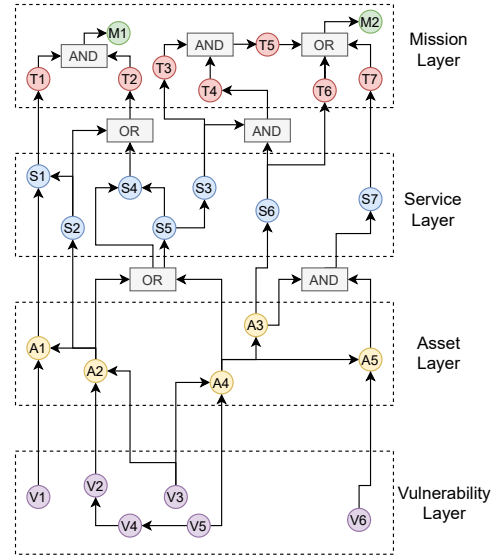 M1
M2
AND
AND
T5
OR
Mission
Layer
T1
T2
T3
T4
T6
T7
OR
AND
S1
S4
S3
S7
Service
Layer
S2
S5
S6
OR
AND
A1
A2
A3
A4
A5
Asset
Layer
V1
V2
V3
V4
V5
V6
Vulnerability
Layer